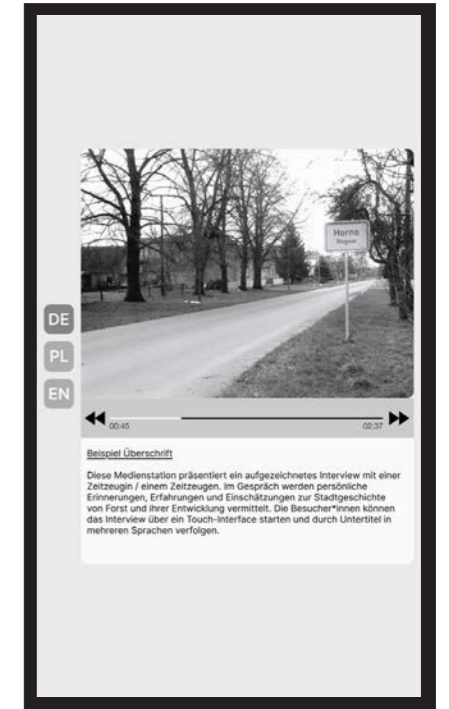 Horno
Rogow
DE
PL
EN
00:45
02:37
Beispiel Überschrift
Diese Medienstation präsentiert ein aufgezeichnetes Interview mit einer
Zeitzeugin / einem Zeitzeugen. Im Gespräch werden persönliche
Erinnerungen, Erfahrungen und Einschätzungen zur Stadtgeschichte
von Forst und ihrer Entwicklung vermittelt. Die Besucher*innen können
das Interview über ein Touch-Interface starten und durch Untertitel in
mehreren Sprachen verfolgen.